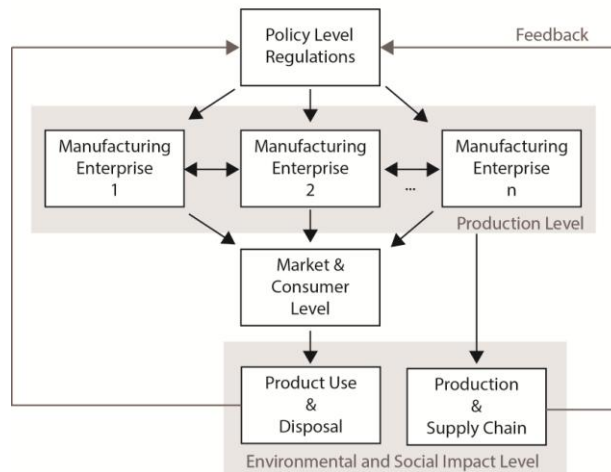 Policy Level
Regulations
Feedback
Manufacturing
Enterprise
1
Manufacturing
Enterprise
2
...
Manufacturing
Enterprise
n
Production Level
Market &
Consumer
Level
Product Use
&
Disposal
Production
&
Supply Chain
Environmental and Social Impact Level